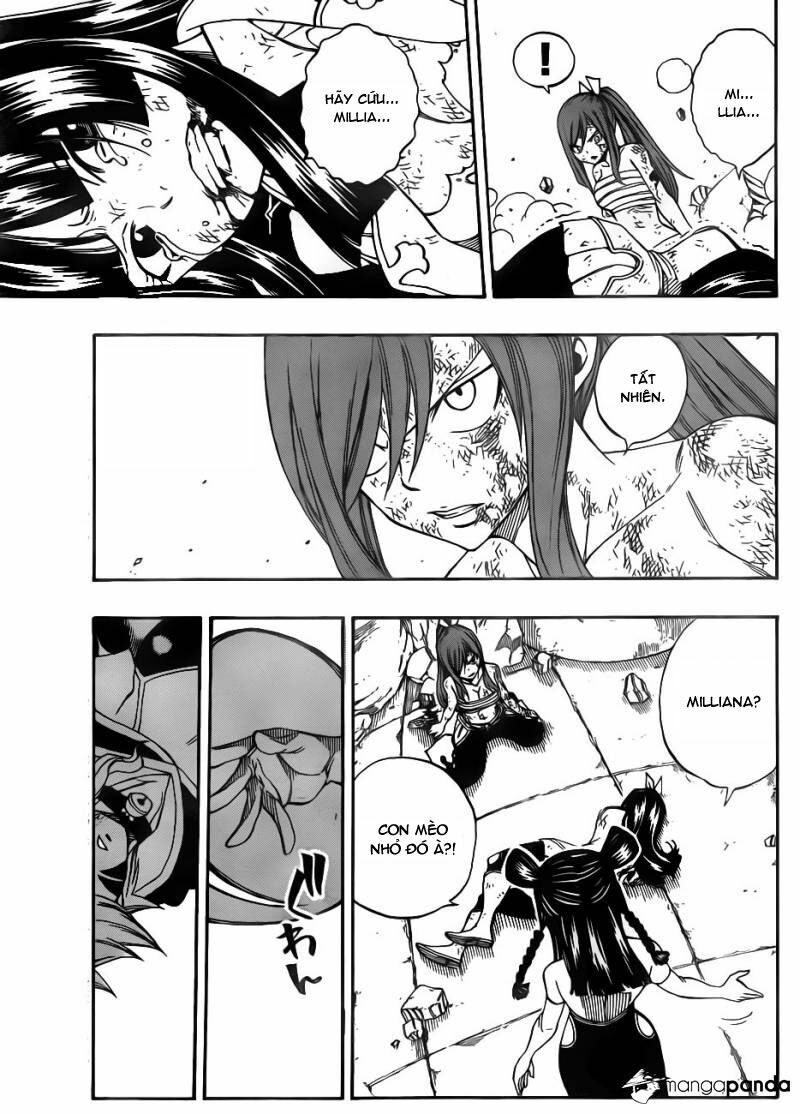 MI...
LLIA...
!
HÃY CỨU...
MILLIA...
TẤT
NHIÊN.
MILLIANA?
CON MÈO
NHỎ ĐÓ À?!
ぐわん
mangapanda